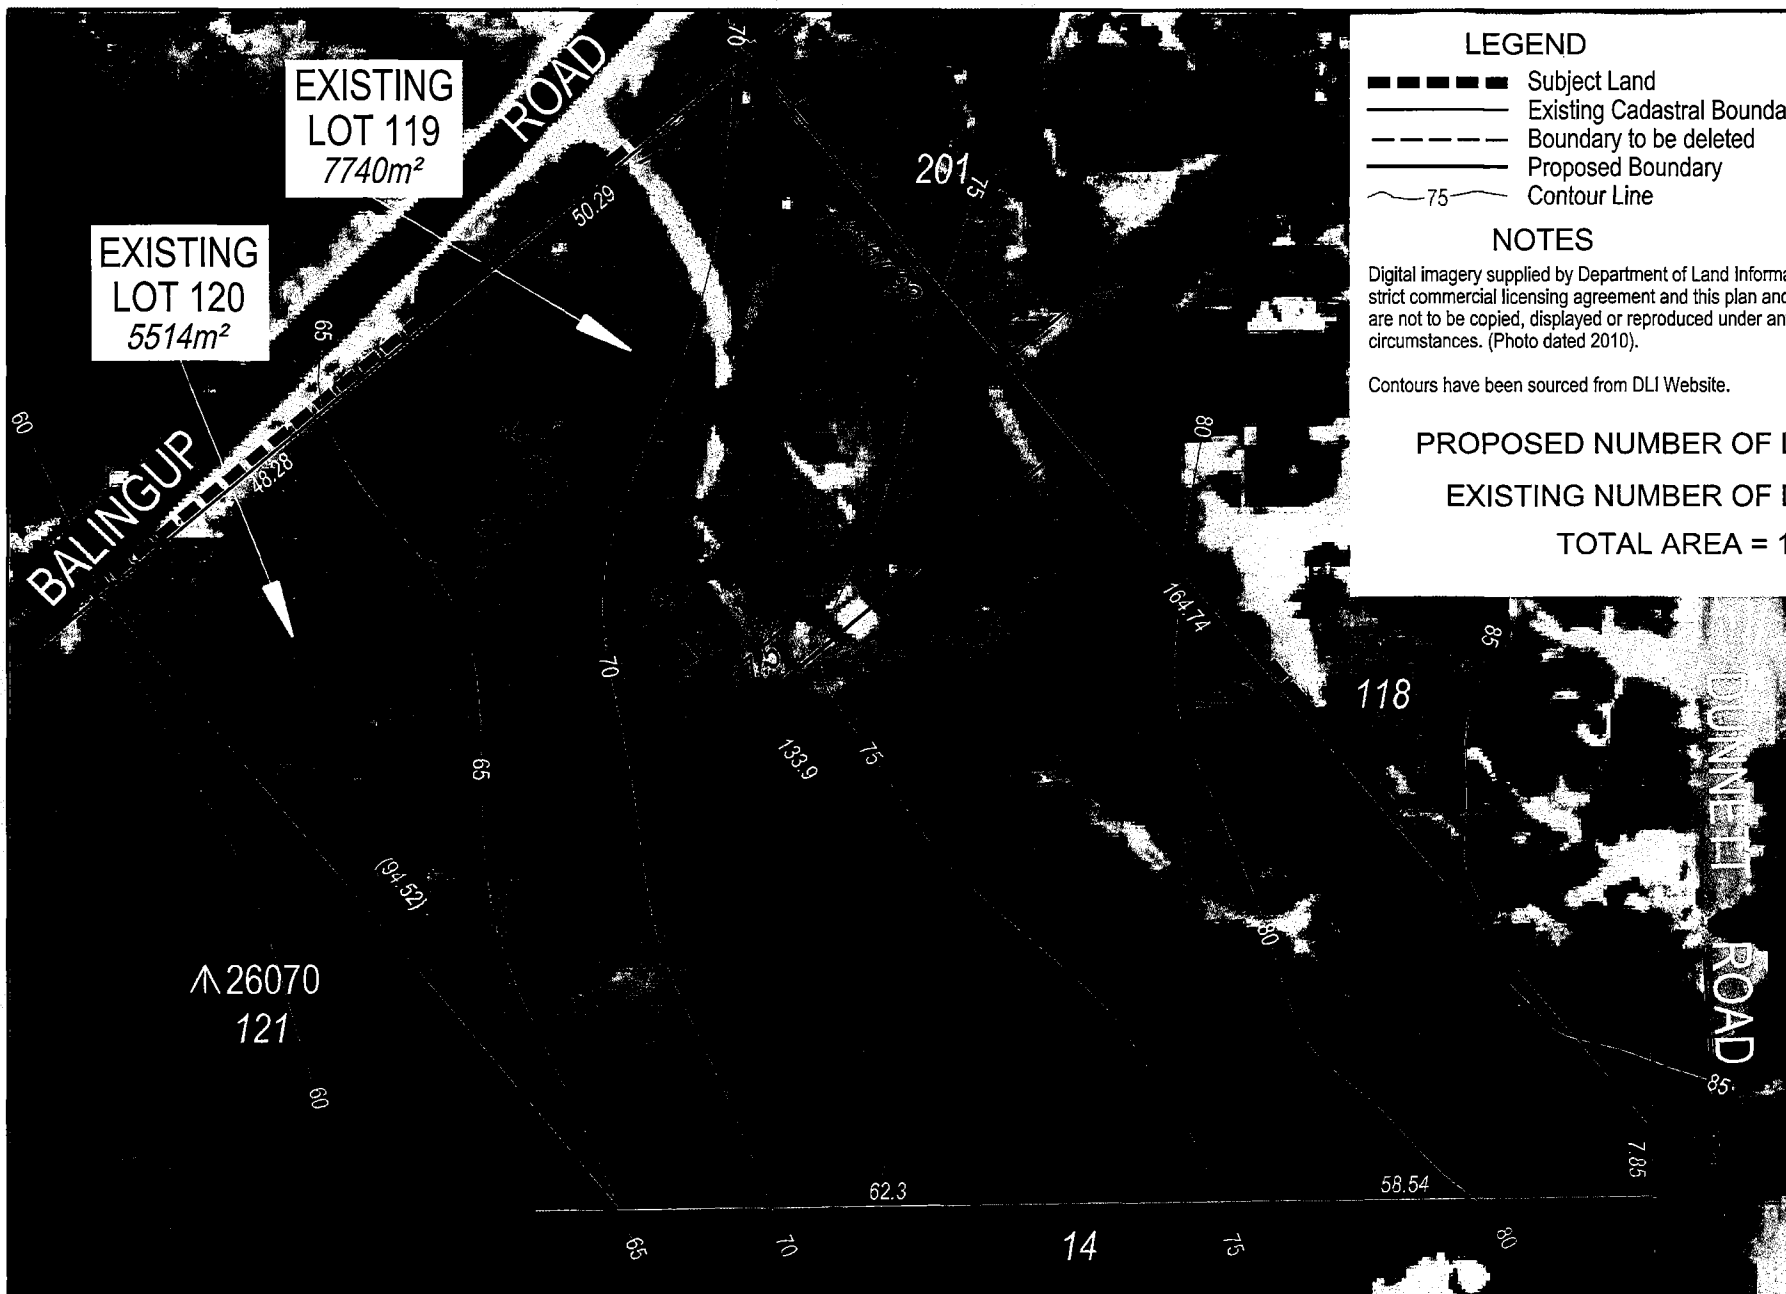 LEGEND
Subject Land
Existing Cadastral Bounda
Boundary to be deleted
Proposed Boundary
75
Contour Line
NOTES
Digital imagery supplied by Department of Land Informa
strict commercial licensing agreement and this plan and
are not to be copied, displayed or reproduced under an
circumstances. (Photo dated 2010).
Contours have been sourced from DLI Website.
PROPOSED NUMBER OF
EXISTING NUMBER OF
TOTAL AREA = 1
EXISTING
LOT 119
7740m²
EXISTING
LOT 120
5514m²
BALINGUP
ROAD
70
201
75
50.29
65
60
48.28
80
164.74
85
118
DUNNETT
ROAD
70
65
133.9
75
(94.52)
80
26070
121
60
85
7.85
62.3
58.54
65
70
14
75
80